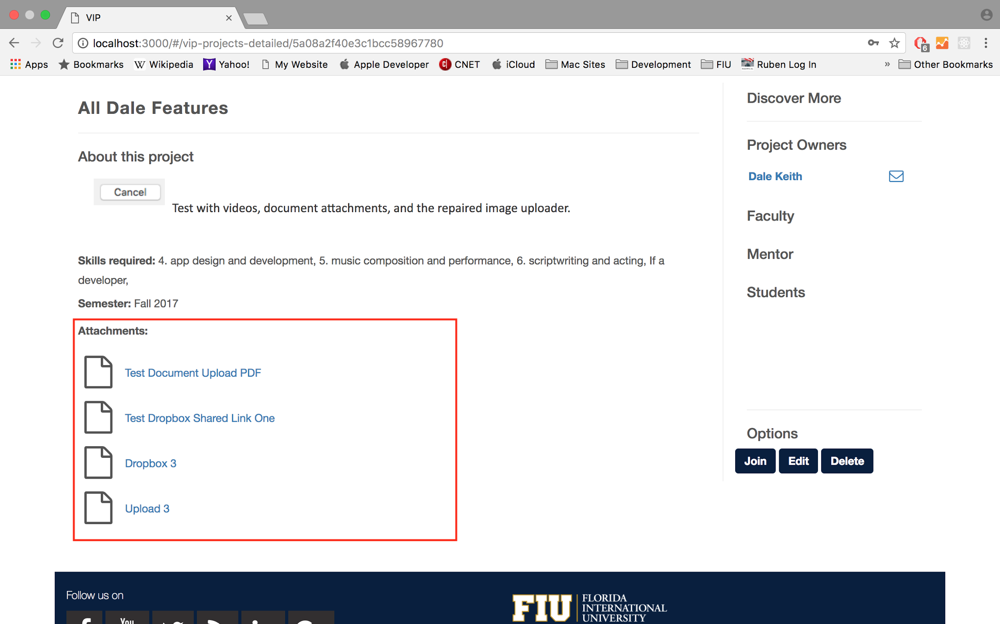 VIP
localhost:3000/#/vip-projects-detailed/5a08a2f40e3c1bcc58967780
6
Apps Bookmarks Wikipedia Yahoo! My Website Apple Developer CNET iCloud Mac Sites Development FIU Ruben Log In » Other Bookmarks
All Dale Features
About this project
Cancel
Test with videos, document attachments, and the repaired image uploader.
Skills required: 4. app design and development, 5. music composition and performance, 6. scriptwriting and acting, If a
developer,
Semester: Fall 2017
Attachments:
Test Document Upload PDF
Test Dropbox Shared Link One
Dropbox 3
Upload 3
Discover More
Project Owners
Dale Keith
Faculty
Mentor
Students
Options
Join Edit Delete
Follow us on
You
FIU
FLORIDA
INTERNATIONAL
UNIVERSITY